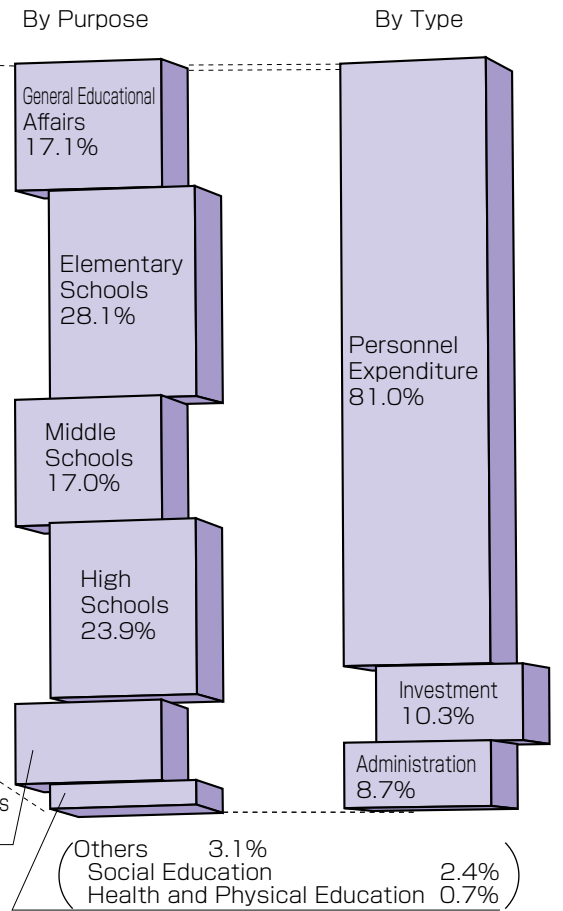 By Purpose
By Type
General Educational
Affairs
17.1%
Elementary
Schools
28.1%
Middle
Schools
17.0%
High
Schools
23.9%
Personnel
Expenditure
81.0%
Investment
10.3%
Administration
8.7%
Others 3.1%
Social Education 2.4%
Health and Physical Education 0.7%